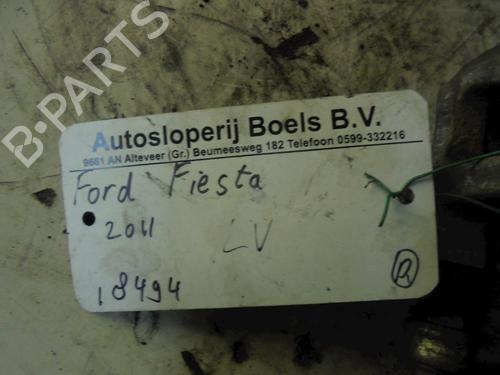 B-PARTS
Autosloperij Boels B.V.
9661 AN Alteveer (Gr.) Beumeesweg 182 Telefoon 0599-332216
Ford Fiesta
2011
LV
18494